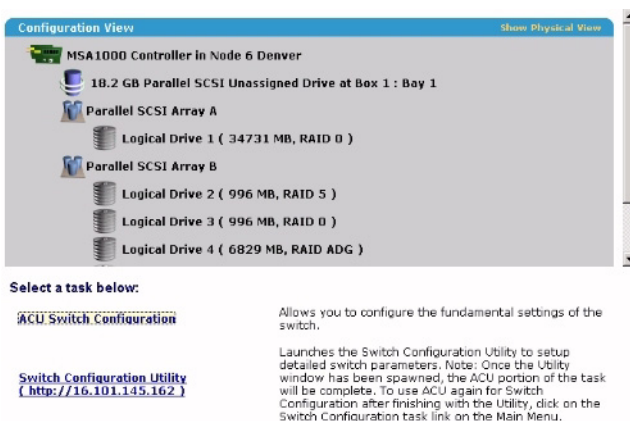 Configuration View
Show Physical View
MSA1000 Controller in Node 6 Denver
18.2 GB Parallel SCSI Unassigned Drive at Box 1 : Bay 1
Parallel SCSI Array A
Logical Drive 1 ( 34731 MB, RAID 0 )
Parallel SCSI Array B
Logical Drive 2 ( 996 MB, RAID 5 )
Logical Drive 3 ( 996 MB, RAID 0 )
Logical Drive 4 ( 6829 MB, RAID ADG )
Select a task below:
ACU Switch Configuration
Allows you to configure the fundamental settings of the
switch.
Switch Configuration Utility
( http://16.101.145.162 )
Launches the Switch Configuration Utility to setup
detailed switch parameters. Note: Once the Utility
window has been spawned, the ACU portion of the task
will be complete. To use ACU again for Switch
Configuration after finishing with the Utility, click on the
Switch Configuration task link on the Main Menu.